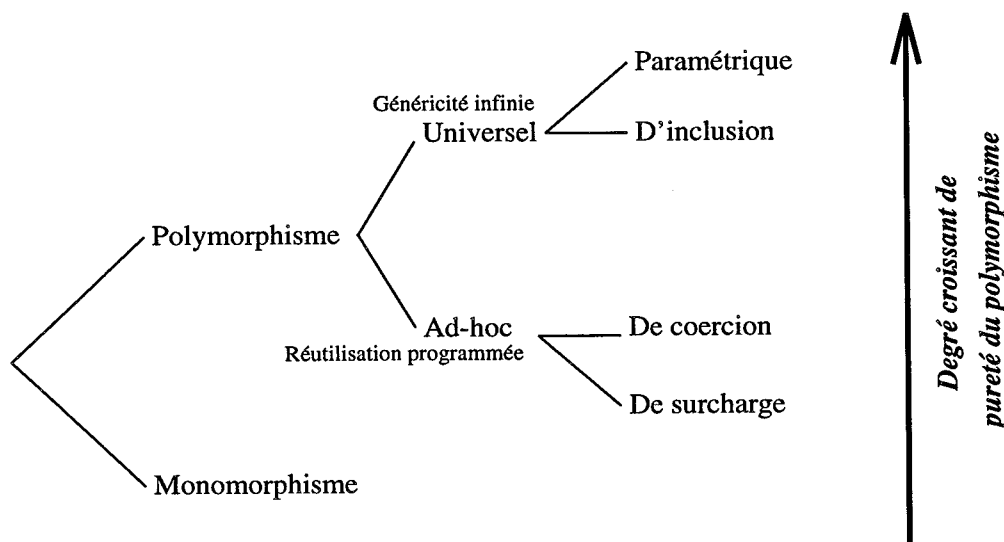 Paramétrique
Généricité infinie
Universel
D'inclusion
Polymorphisme
Ad-hoc
Réutilisation programmée
De coercion
De surcharge
Monomorphisme
Degré croissant de
pureté du polymorphisme